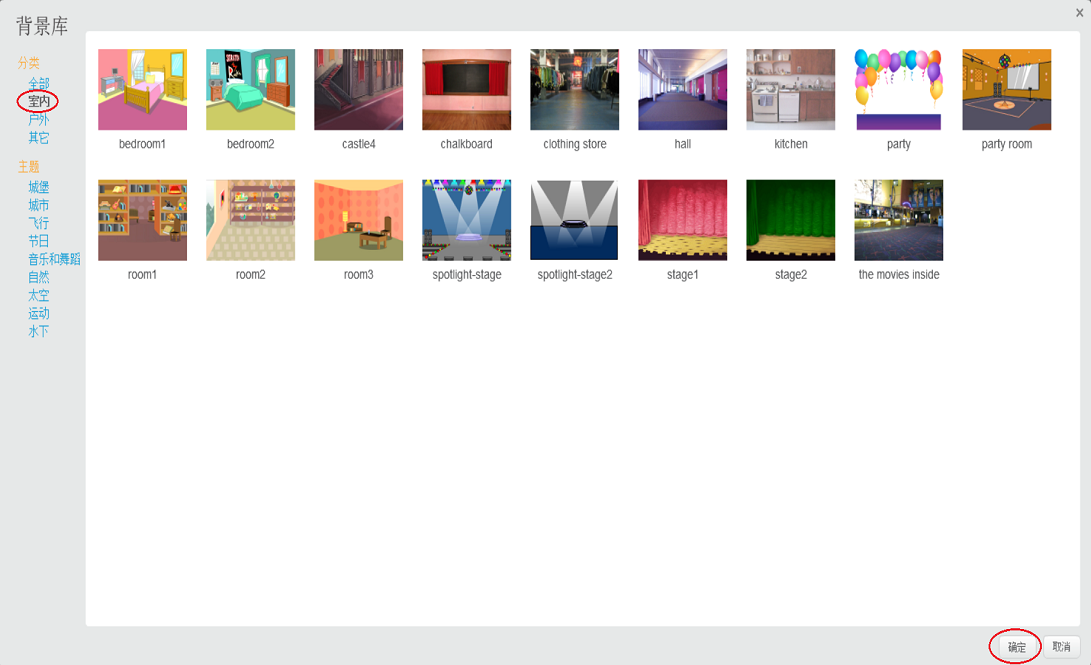 背景库
×
分类
全部
室内
户外
其它
主题
城堡
城市
飞行
节日
音乐和舞蹈
自然
太空
运动
水下
bedroom1 bedroom2 castle4 chalkboard clothing store hall kitchen party party room
room1 room2 room3 spotlight-stage spotlight-stage2 stage1 stage2 the movies inside
确定 取消